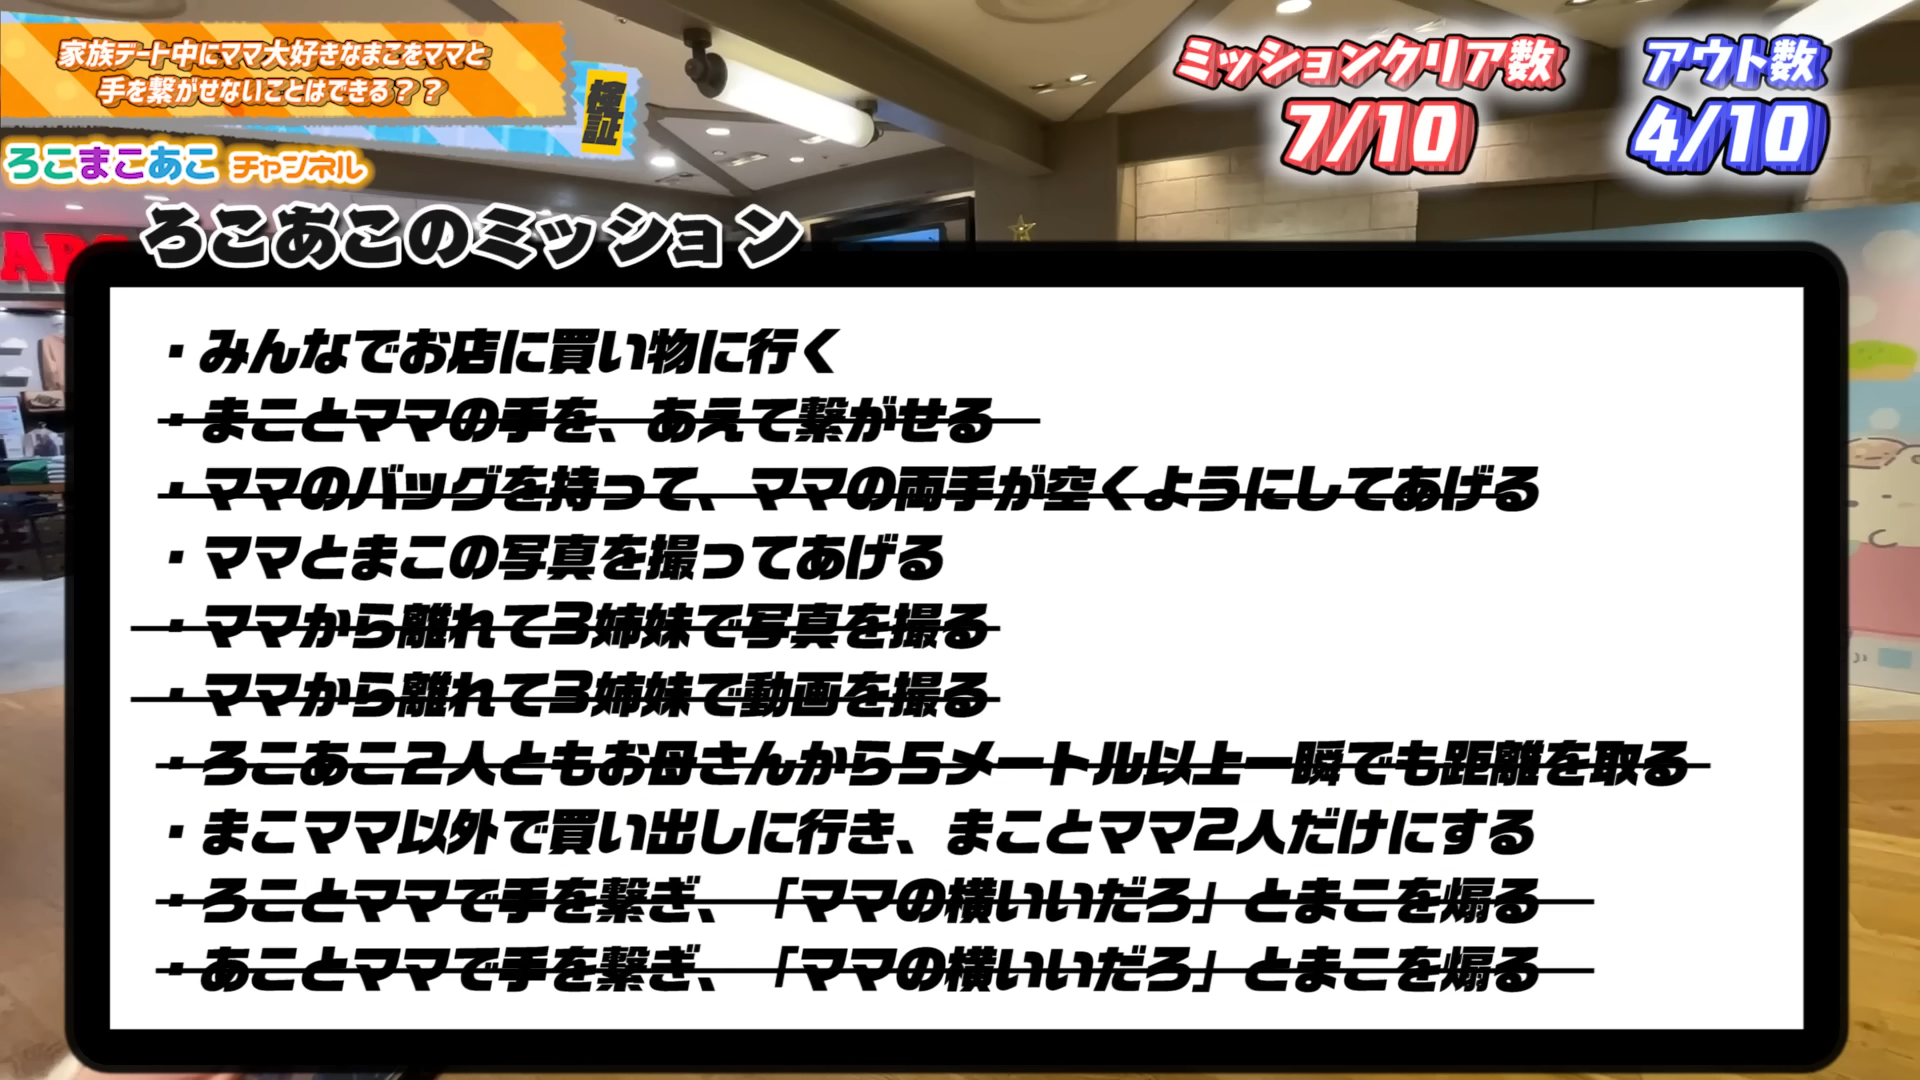 家族デート中にママ大好きなまこをママと
手を繋がせないことはできる？？
検証
ろこまこあこ チャンネル
ミッションクリア数
7/10
アウト数
4/10
ろこあこのミッション
・みんなでお店に買い物に行く
・まことママの手を、あえて繋がせる
・ママのバッグを持って、ママの両手が空くようにしてあげる
・ママとまこの写真を撮ってあげる
・ママから離れて3姉妹で写真を撮る
・ママから離れて3姉妹で動画を撮る
・ろこあこ2人ともお母さんから5メートル以上一瞬でも距離を取る
・まこママ以外で買い出しに行き、まことママ2人だけにする
・ろことママで手を繋ぎ、「ママの横いいだろ」とまこを煽る
・あことママで手を繋ぎ、「ママの横いいだろ」とまこを煽る